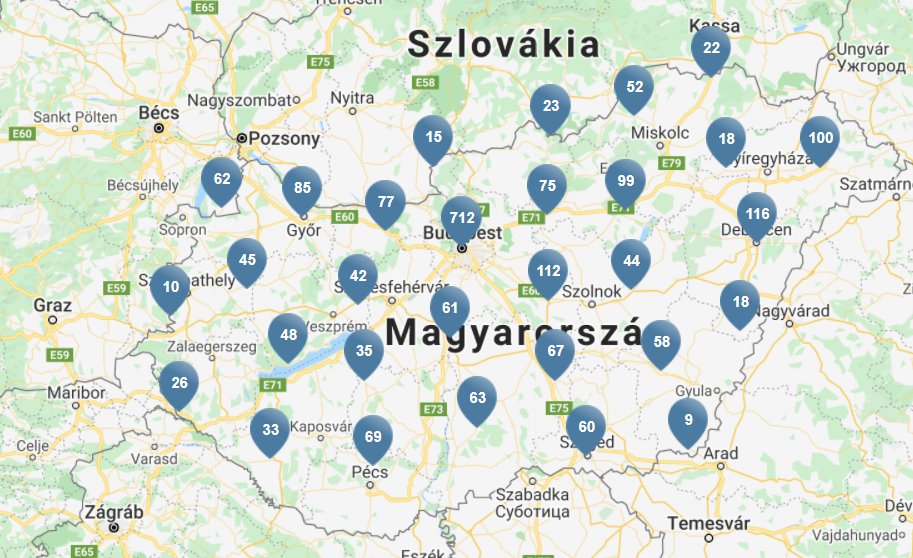 E65
Trencsén
Kassa
22
Szlovákia
Ungvár
Ужгород
E75
E58
52
Nagyszombat
Nyitra
23
Bécs
Sankt Pölten
E60
Pozsony
15
Miskolc
18
100
E79
Nyíregyháza
Bécsújhely
62
85
77
75
99
Szatmárne
E60
712
E71
E71
116
Sopron
Győr
Budapest
Debrecen
45
42
112
44
10
Szombathely
Székesfehérvár
E59
E60
Szolnok
Graz
61
18
Nagyvárad
48
Veszprém
Magyarorszá
Zalaegerszeg
35
67
58
E59
26
E71
Maribor
Gyula
63
E73
E75
9
33
Kaposvár
69
60
Celje
Varasd
Szeged
Pécs
Arad
Szabadka
Суботица
Zágráb
Temesvár
Dév
Vajdahunyad
E65
Eszék